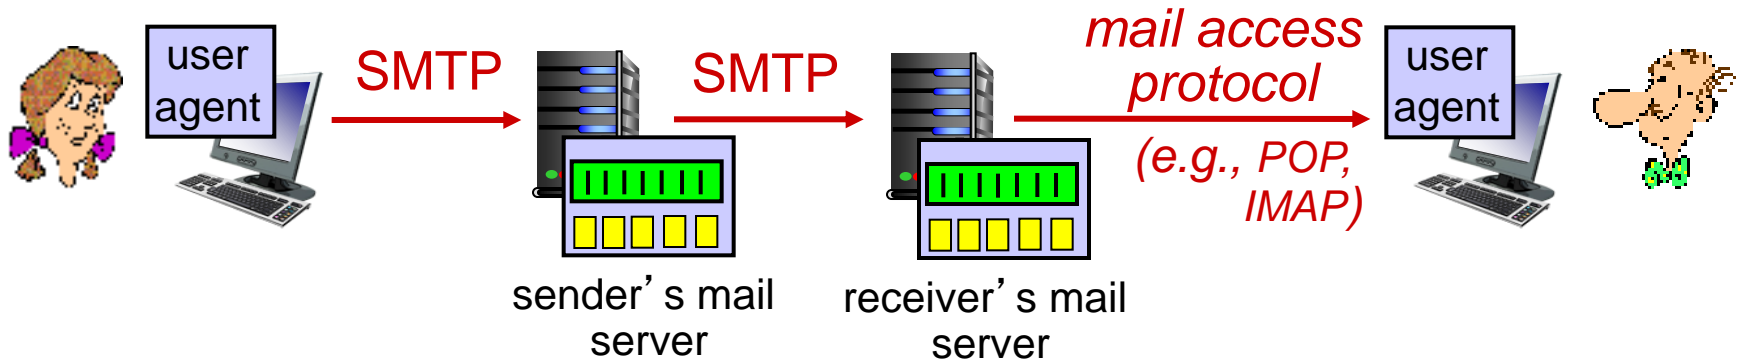 user
agent
SMTP
SMTP
mail access
protocol
(e.g., POP,
IMAP)
user
agent
sender’s mail
server
receiver’s mail
server